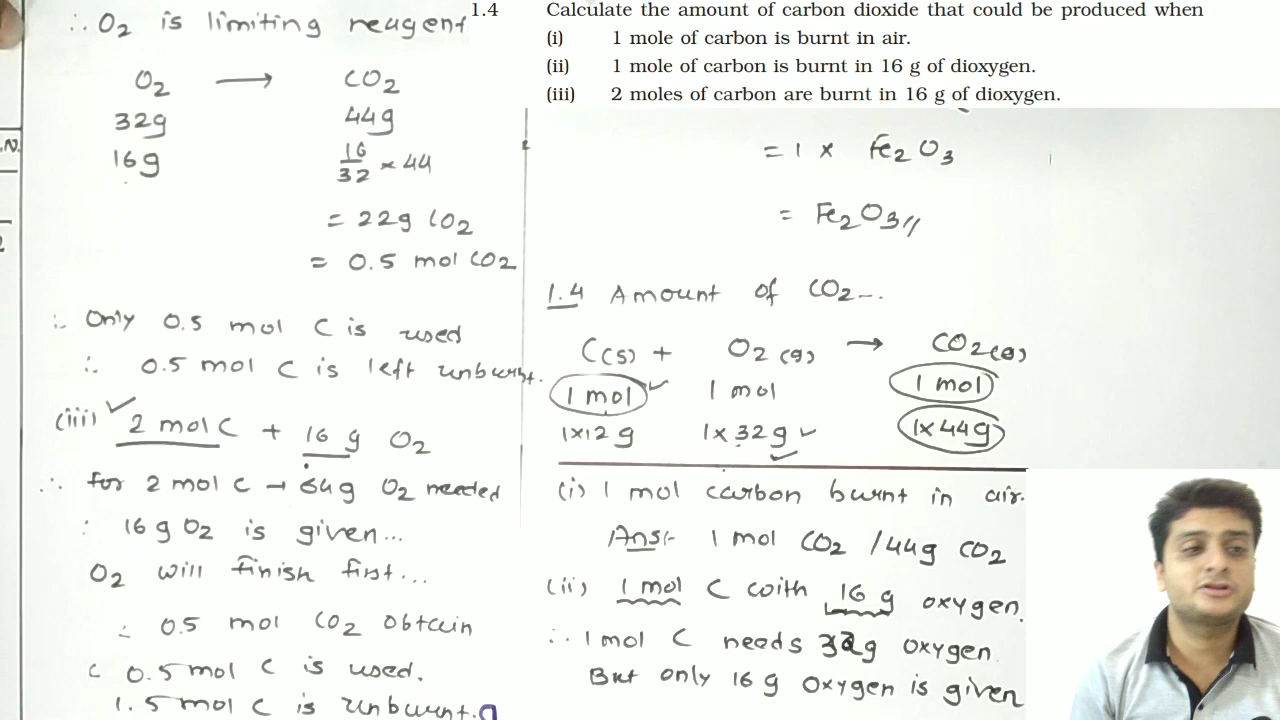 1.4 Calculate the amount of carbon dioxide that could be produced when
(i) 1 mole of carbon is burnt in air.
(ii) 1 mole of carbon is burnt in 16 g of dioxygen.
(iii) 2 moles of carbon are burnt in 16 g of dioxygen.
∴ O2 is limiting reagent
O2 ⟶ CO2
32g 44g
16g 16/32 × 44
= 22g CO2
= 0.5 mol CO2
∴ Only 0.5 mol C is used
∴ 0.5 mol C is left unburnt.
(iii) 2 mol C + 16 g O2
∴ for 2 mol C → 64g O2 needed
∴ 16 g O2 is given...
O2 will finish first...
∴ 0.5 mol CO2 obtain
0.5 mol C is used.
1.5 mol C is unburnt.
= 1 × Fe2O3
= Fe2O3//
1.4 Amount of CO2 -..
C(s) + O2(g) → CO2(g)
1 mol 1 mol 1 mol
1×12 g 1×32g 1×44g
(i) 1 mol carbon burnt in air.
Ans:- 1 mol CO2 / 44g CO2
(ii) 1 mol C with 16 g oxygen.
∴ 1 mol C needs 32g oxygen
But only 16 g oxygen is given